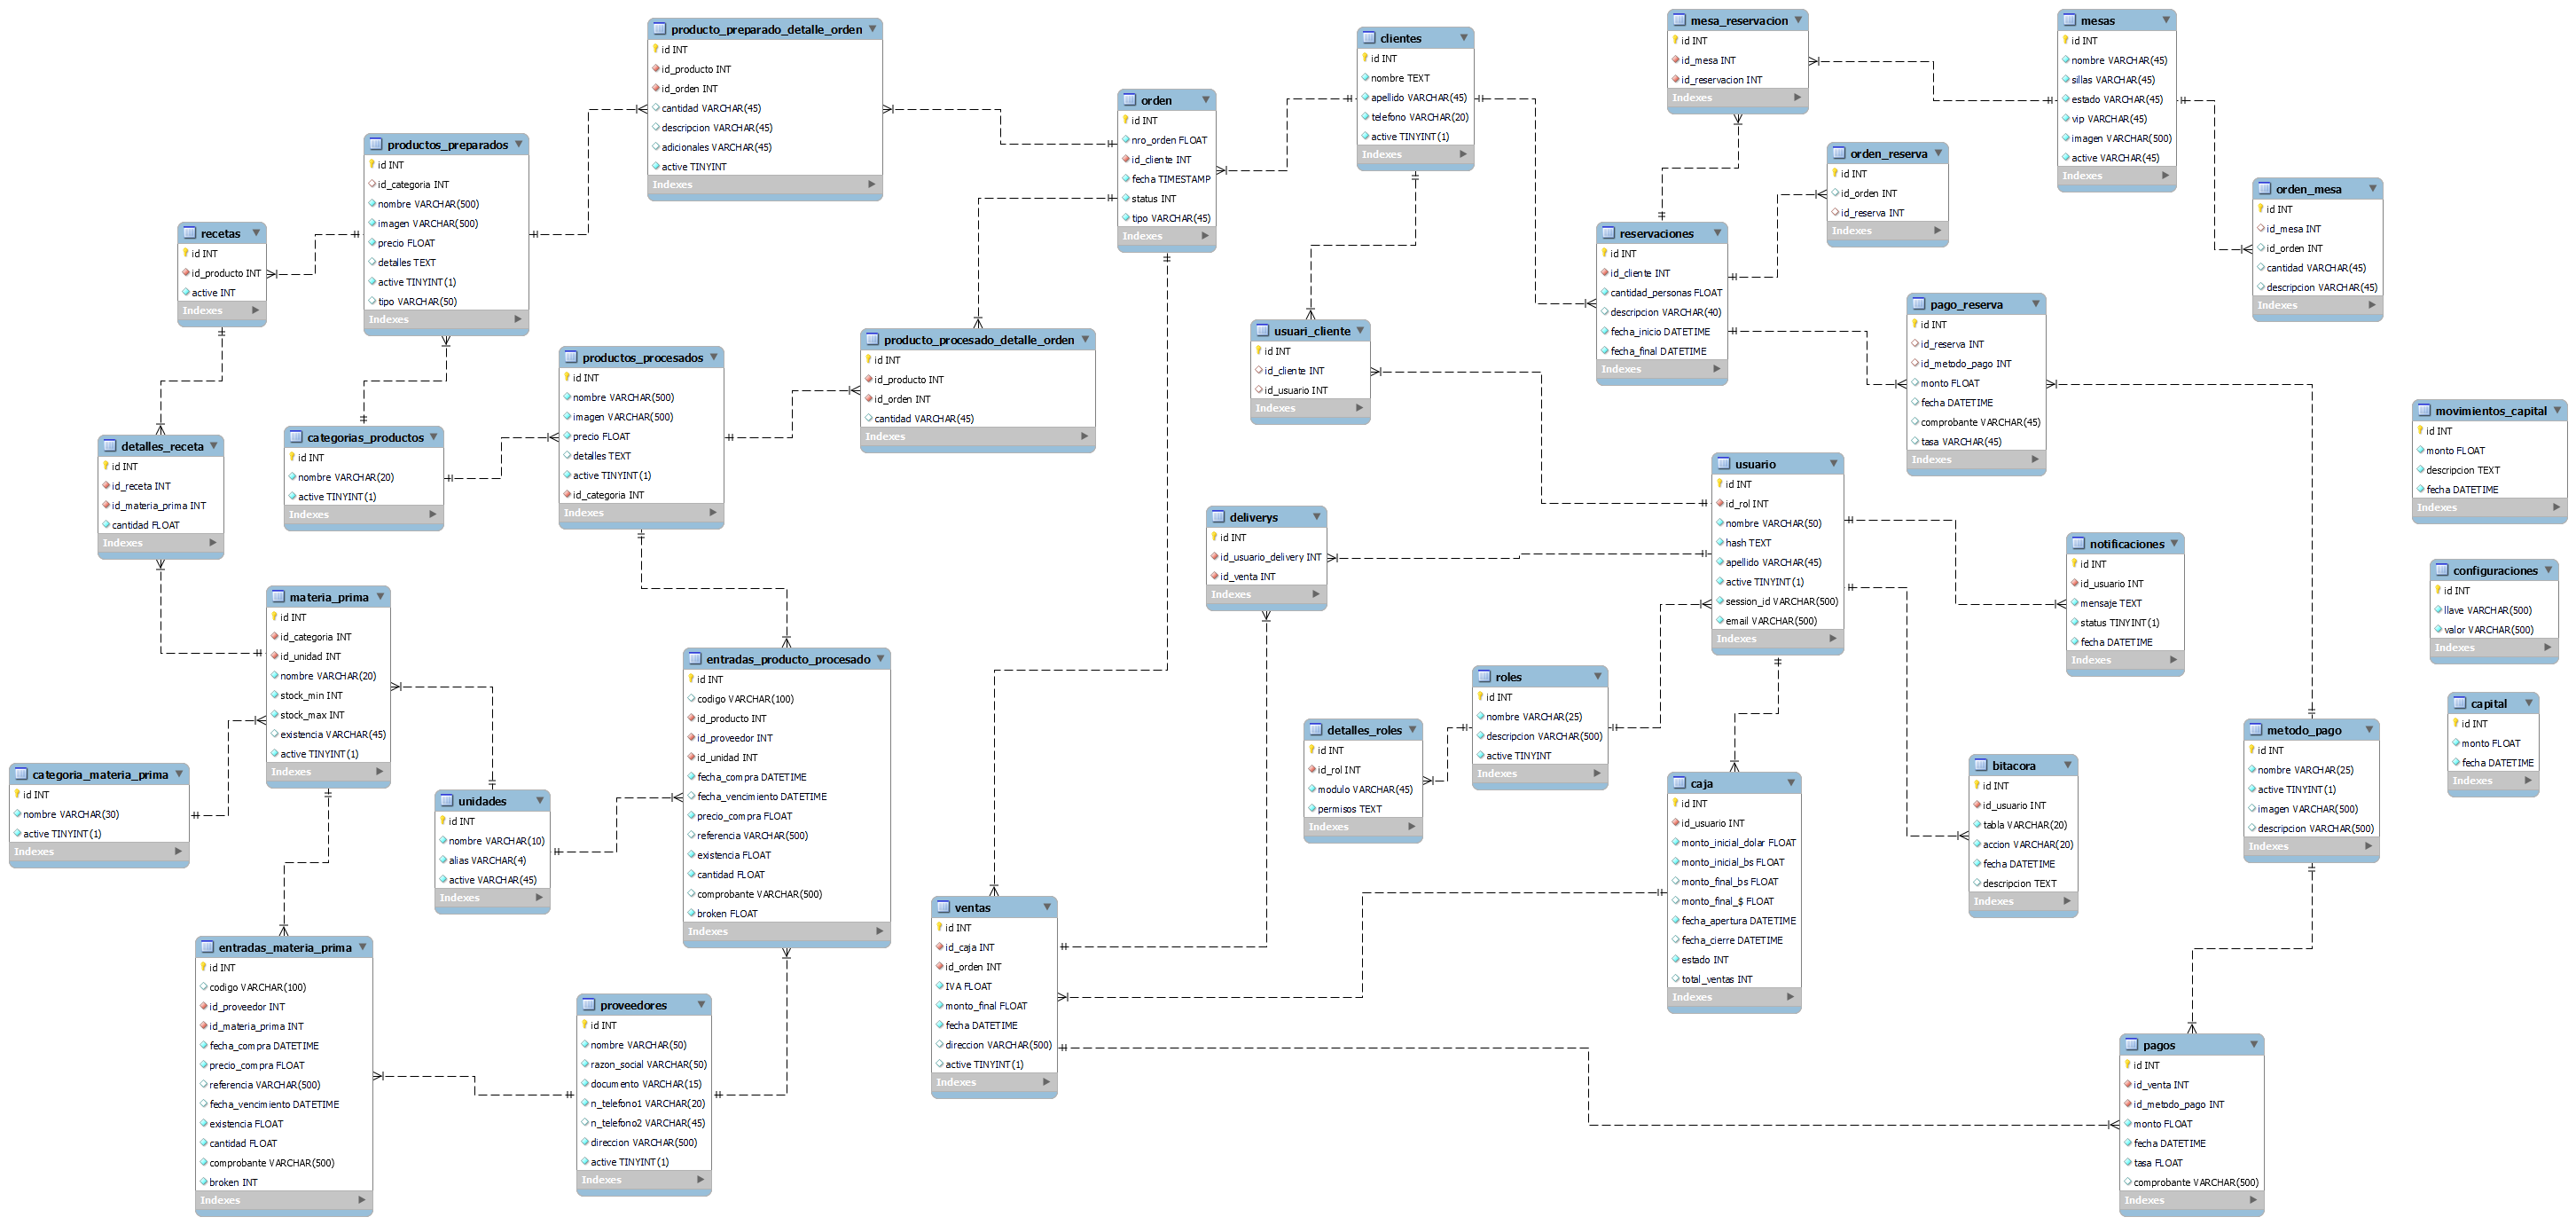 producto_preparado_detalle_orden
id INT
id_producto INT
id_orden INT
cantidad VARCHAR(45)
descripcion VARCHAR(45)
adicionales VARCHAR(45)
active TINYINT
Indexes
clientes
id INT
nombre TEXT
apellido VARCHAR(45)
telefono VARCHAR(20)
active TINYINT(1)
Indexes
mesa_reservacion
id INT
id_mesa INT
id_reservacion INT
Indexes
mesas
id INT
nombre VARCHAR(45)
sillas VARCHAR(45)
estado VARCHAR(45)
vip VARCHAR(45)
imagen VARCHAR(500)
active VARCHAR(45)
Indexes
orden
id INT
nro_orden FLOAT
id_cliente INT
fecha TIMESTAMP
status INT
tipo VARCHAR(45)
Indexes
productos_preparados
id INT
id_categoria INT
nombre VARCHAR(500)
imagen VARCHAR(500)
precio FLOAT
detalles TEXT
active TINYINT(1)
tipo VARCHAR(50)
Indexes
orden_reserva
id INT
id_orden INT
id_reserva INT
Indexes
orden_mesa
id INT
id_mesa INT
id_orden INT
cantidad VARCHAR(45)
descripcion VARCHAR(45)
Indexes
recetas
id INT
id_producto INT
active INT
Indexes
reservaciones
id INT
id_cliente INT
cantidad_personas FLOAT
descripcion VARCHAR(40)
fecha_inicio DATETIME
fecha_final DATETIME
Indexes
pago_reserva
id INT
id_reserva INT
id_metodo_pago INT
monto FLOAT
fecha DATETIME
comprobante VARCHAR(45)
tasa VARCHAR(45)
Indexes
usuari_cliente
id INT
id_cliente INT
id_usuario INT
Indexes
producto_procesado_detalle_orden
id INT
id_producto INT
id_orden INT
cantidad VARCHAR(45)
Indexes
productos_procesados
id INT
nombre VARCHAR(500)
imagen VARCHAR(500)
precio FLOAT
detalles TEXT
active TINYINT(1)
id_categoria INT
Indexes
movimientos_capital
id INT
monto FLOAT
descripcion TEXT
fecha DATETIME
Indexes
categorias_productos
id INT
nombre VARCHAR(20)
active TINYINT(1)
Indexes
detalles_receta
id INT
id_receta INT
id_materia_prima INT
cantidad FLOAT
Indexes
usuario
id INT
id_rol INT
nombre VARCHAR(50)
hash TEXT
apellido VARCHAR(45)
active TINYINT(1)
session_id VARCHAR(500)
email VARCHAR(500)
Indexes
deliverys
id INT
id_usuario_delivery INT
id_venta INT
Indexes
notificaciones
id INT
id_usuario INT
mensaje TEXT
status TINYINT(1)
fecha DATETIME
Indexes
configuraciones
id INT
llave VARCHAR(500)
valor VARCHAR(500)
Indexes
materia_prima
id INT
id_categoria INT
id_unidad INT
nombre VARCHAR(20)
stock_min INT
stock_max INT
existencia VARCHAR(45)
active TINYINT(1)
Indexes
entradas_producto_procesado
id INT
codigo VARCHAR(100)
id_producto INT
id_proveedor INT
id_unidad INT
fecha_compra DATETIME
fecha_vencimiento DATETIME
precio_compra FLOAT
referencia VARCHAR(500)
existencia FLOAT
cantidad FLOAT
comprobante VARCHAR(500)
broken FLOAT
Indexes
roles
id INT
nombre VARCHAR(25)
descripcion VARCHAR(500)
active TINYINT
Indexes
capital
id INT
monto FLOAT
fecha DATETIME
Indexes
detalles_roles
id INT
id_rol INT
modulo VARCHAR(45)
permisos TEXT
Indexes
metodo_pago
id INT
nombre VARCHAR(25)
active TINYINT(1)
imagen VARCHAR(500)
descripcion VARCHAR(500)
Indexes
bitacora
id INT
id_usuario INT
tabla VARCHAR(20)
accion VARCHAR(20)
fecha DATETIME
descripcion TEXT
Indexes
categoria_materia_prima
id INT
nombre VARCHAR(30)
active TINYINT(1)
Indexes
caja
id INT
id_usuario INT
monto_inicial_dolar FLOAT
monto_inicial_bs FLOAT
monto_final_bs FLOAT
monto_final_$ FLOAT
fecha_apertura DATETIME
fecha_cierre DATETIME
estado INT
total_ventas INT
Indexes
unidades
id INT
nombre VARCHAR(10)
alias VARCHAR(4)
active VARCHAR(45)
Indexes
ventas
id INT
id_caja INT
id_orden INT
IVA FLOAT
monto_final FLOAT
fecha DATETIME
direccion VARCHAR(500)
active TINYINT(1)
Indexes
entradas_materia_prima
id INT
codigo VARCHAR(100)
id_proveedor INT
id_materia_prima INT
fecha_compra DATETIME
precio_compra FLOAT
referencia VARCHAR(500)
fecha_vencimiento DATETIME
existencia FLOAT
cantidad FLOAT
comprobante VARCHAR(500)
broken INT
Indexes
proveedores
id INT
nombre VARCHAR(50)
razon_social VARCHAR(50)
documento VARCHAR(15)
n_telefono1 VARCHAR(20)
n_telefono2 VARCHAR(45)
direccion VARCHAR(500)
active TINYINT(1)
Indexes
pagos
id INT
id_venta INT
id_metodo_pago INT
monto FLOAT
fecha DATETIME
tasa FLOAT
comprobante VARCHAR(500)
Indexes